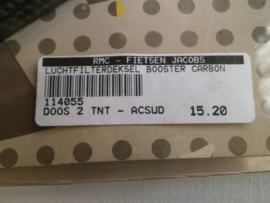 RMC - FIETSEN JACOBS
LUCHTFILTERDEKSEL BOOSTER CARBON
114055
DOOS 2 TNT - ACSUD 15.20